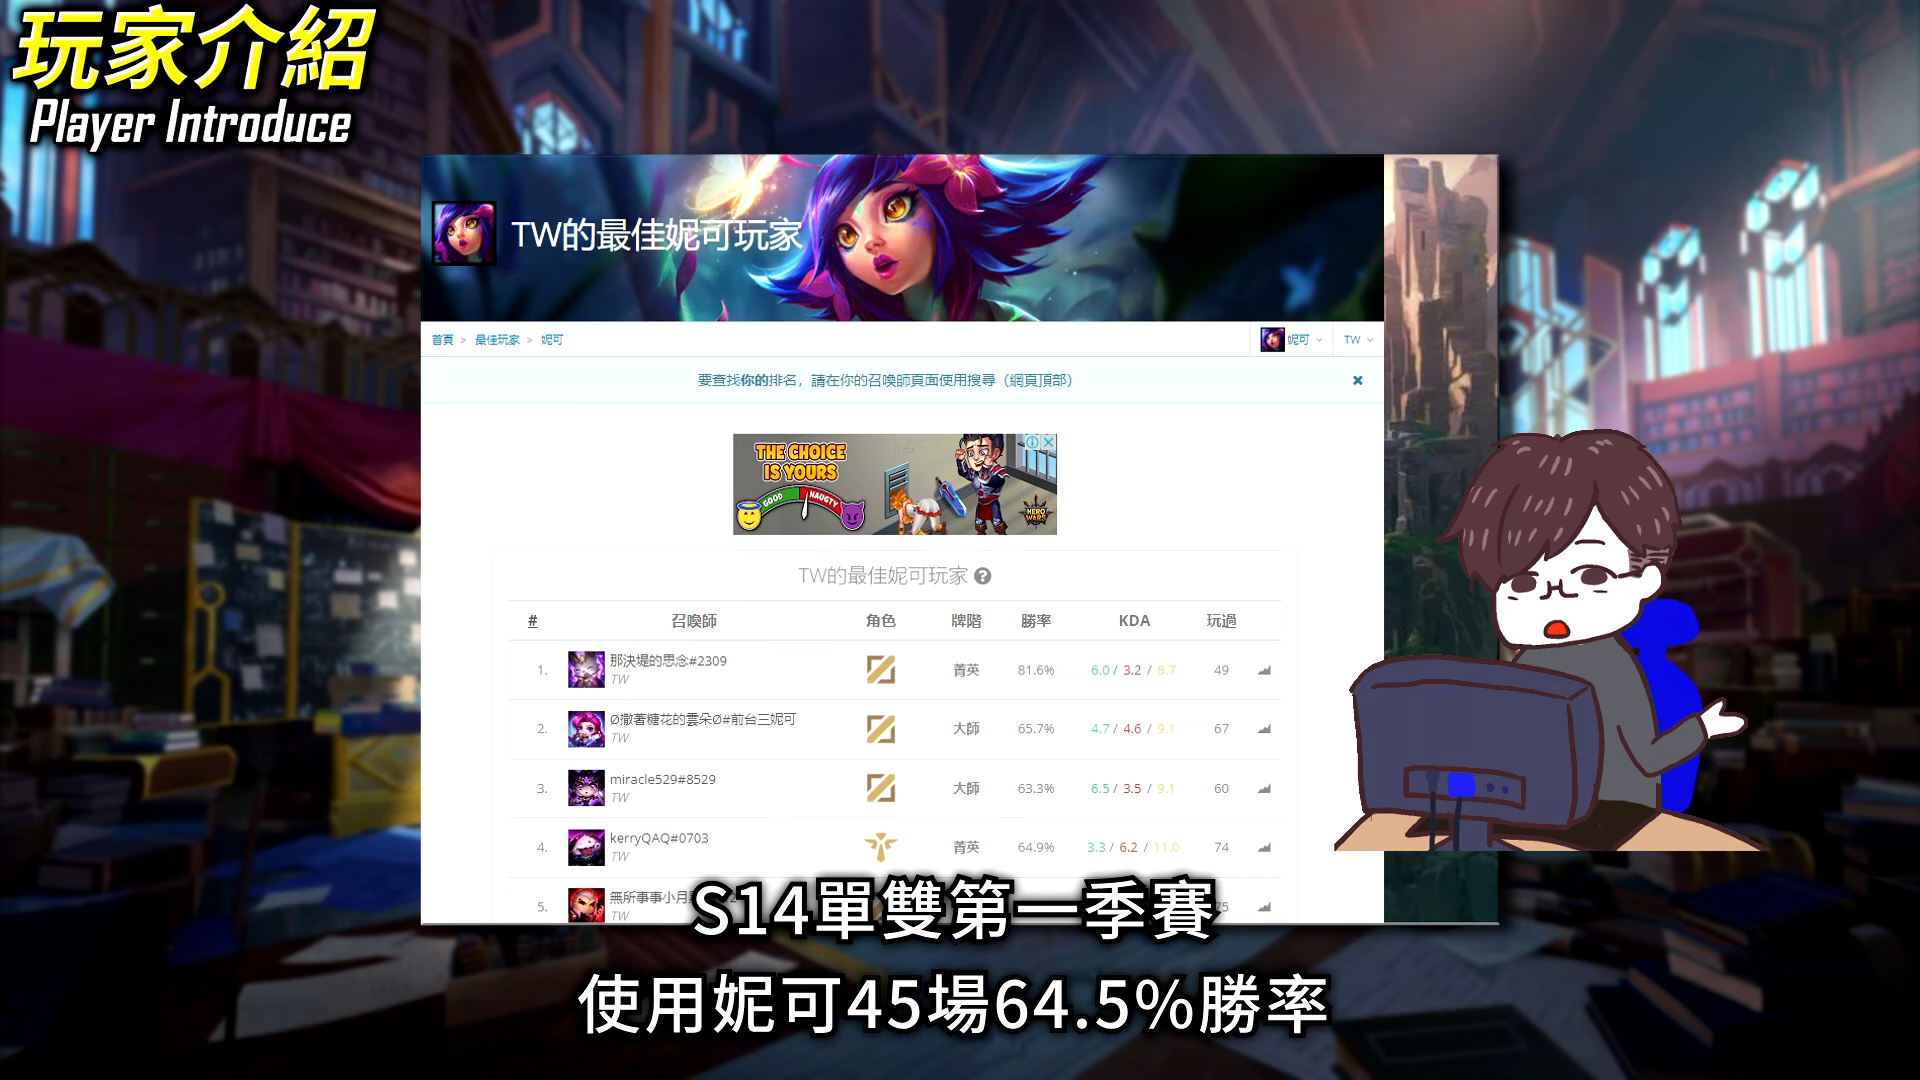 玩家介紹
Player Introduce
TW的最佳妮可玩家
首頁 > 最佳玩家 > 妮可
妮可 TW
要查找你的排名，請在你的召喚師頁面使用搜尋（網頁頂部）
THE CHOICE
IS YOURS
GOOD NAUGTY
HERO
WARS
TW的最佳妮可玩家
# 召喚師 角色 牌階 勝率 KDA 玩過
1. 那決堤的思念#2309 菁英 81.6% 6.0 / 3.2 / 8.7 49
TW
2. Ø撒著糖花的雲朵Ø#前台三妮可 大師 65.7% 4.7 / 4.6 / 9.1 67
TW
3. miracle529#8529 大師 63.3% 6.5 / 3.5 / 9.1 60
TW
4. kerryQAQ#0703 菁英 64.9% 3.3 / 6.2 / 11.0 74
TW
5. 無所事事小月 75
TW
S14單雙第一季賽
使用妮可45場64.5%勝率